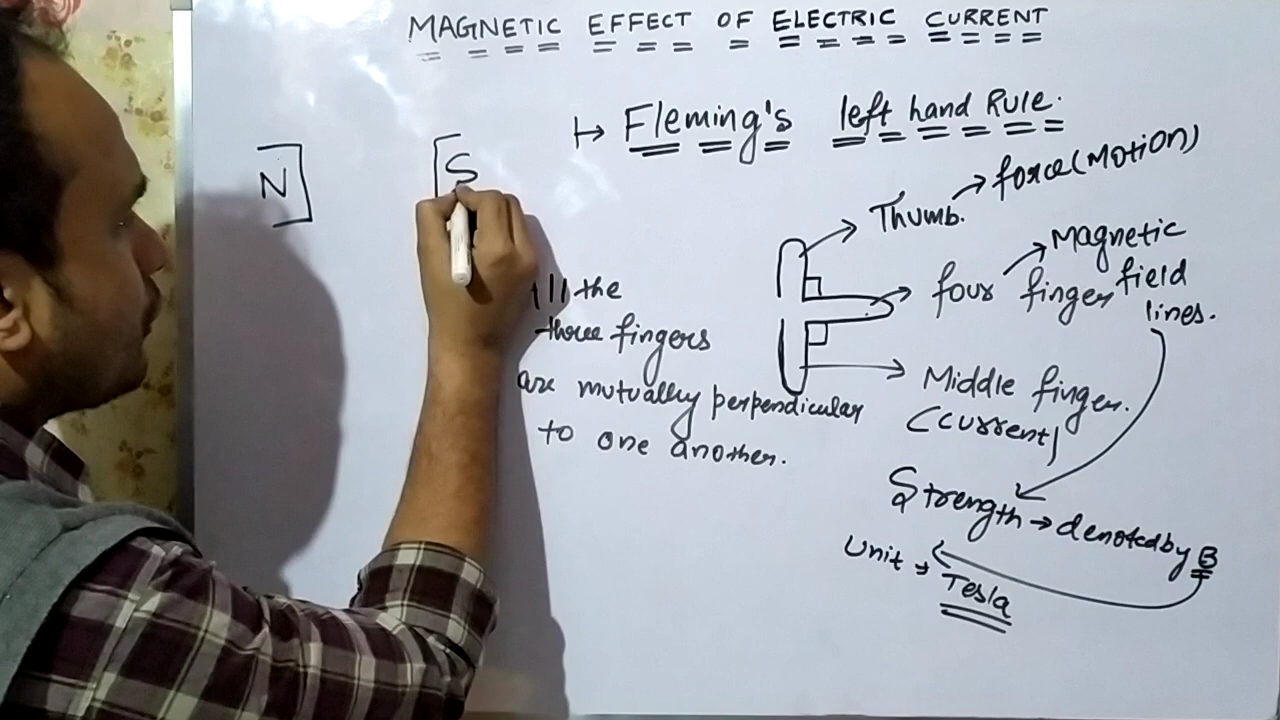 MAGNETIC EFFECT OF ELECTRIC CURRENT
↦ Fleming's left hand Rule.
N
S
Thumb. → force (MOTION)
four finger → Magnetic
field
lines.
Middle finger.
(current)
All the
three fingers
are mutually perpendicular
to one another.
Strength → denoted by B
Unit → Tesla